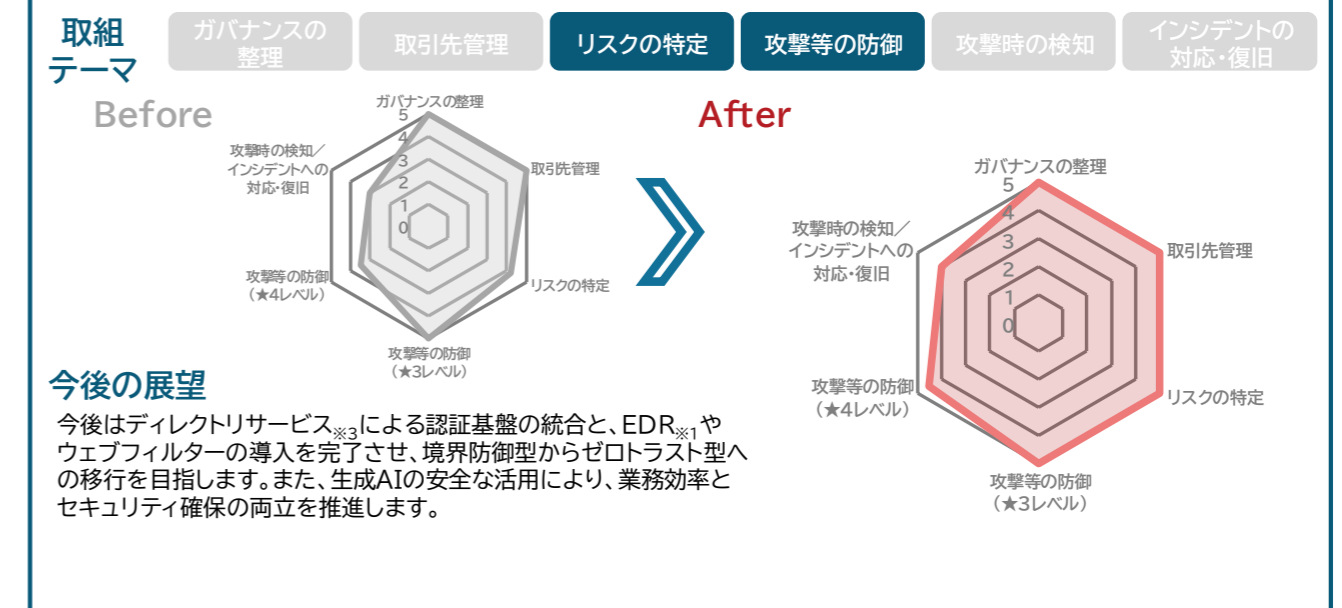 取組
テーマ
ガバナンスの
整理
取引先管理
リスクの特定
攻撃等の防御
攻撃時の検知
インシデントの
対応・復旧
Before
ガバナンスの整理
5
4
3
2
1
0
取引先管理
リスクの特定
攻撃等の防御
(★3レベル)
攻撃等の防御
(★4レベル)
攻撃時の検知/
インシデントへの
対応・復旧
After
ガバナンスの整理
5
4
3
2
1
0
取引先管理
リスクの特定
攻撃等の防御
(★3レベル)
攻撃等の防御
(★4レベル)
攻撃時の検知/
インシデントへの
対応・復旧
今後の展望
今後はディレクトリサービス※3による認証基盤の統合と、EDR※1や
ウェブフィルターの導入を完了させ、境界防御型からゼロトラスト型へ
の移行を目指します。また、生成AIの安全な活用により、業務効率と
セキュリティ確保の両立を推進します。